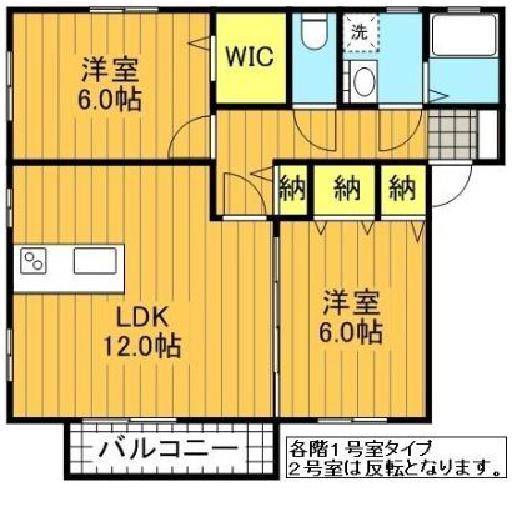 洋室
6.0帖
WIC
洗
納
納
納
LDK
12.0帖
洋室
6.0帖
バルコニー
各階1号室タイプ
2号室は反転となります。